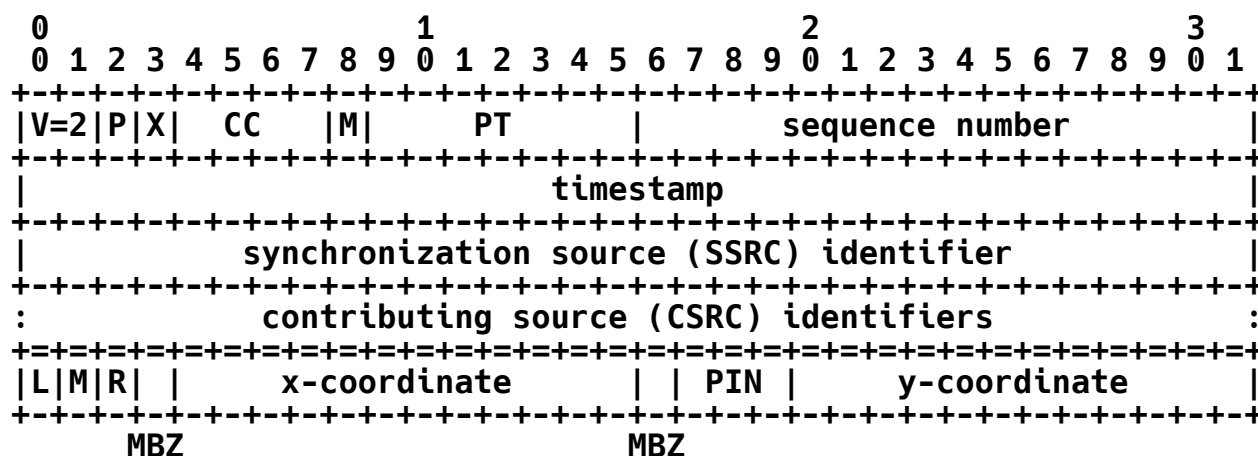 0                   1                   2                   3
 0 1 2 3 4 5 6 7 8 9 0 1 2 3 4 5 6 7 8 9 0 1 2 3 4 5 6 7 8 9 0 1
+-+-+-+-+-+-+-+-+-+-+-+-+-+-+-+-+-+-+-+-+-+-+-+-+-+-+-+-+-+-+-+-+
|V=2|P|X|  CC   |M|     PT      |       sequence number         |
+-+-+-+-+-+-+-+-+-+-+-+-+-+-+-+-+-+-+-+-+-+-+-+-+-+-+-+-+-+-+-+-+
|                           timestamp                           |
+-+-+-+-+-+-+-+-+-+-+-+-+-+-+-+-+-+-+-+-+-+-+-+-+-+-+-+-+-+-+-+-+
|           synchronization source (SSRC) identifier            |
+-+-+-+-+-+-+-+-+-+-+-+-+-+-+-+-+-+-+-+-+-+-+-+-+-+-+-+-+-+-+-+-+
:            contributing source (CSRC) identifiers             :
+=+=+=+=+=+=+=+=+=+=+=+=+=+=+=+=+=+=+=+=+=+=+=+=+=+=+=+=+=+=+=+=+
|L|M|R| |     x-coordinate      | | PIN |     y-coordinate      |
+-+-+-+-+-+-+-+-+-+-+-+-+-+-+-+-+-+-+-+-+-+-+-+-+-+-+-+-+-+-+-+-+
      MBZ                       MBZ